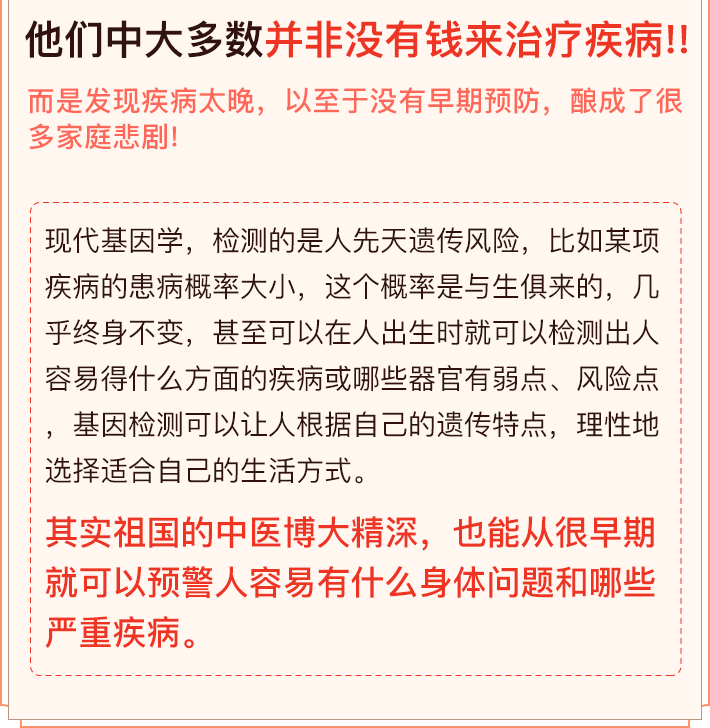 他们中大多数并非没有钱来治疗疾病!!
而是发现疾病太晚，以至于没有早期预防，酿成了很
多家庭悲剧!
现代基因学，检测的是人先天遗传风险，比如某项
疾病的患病概率大小，这个概率是与生俱来的，几
乎终身不变，甚至可以在人出生时就可以检测出人
容易得什么方面的疾病或哪些器官有弱点、风险点
，基因检测可以让人根据自己的遗传特点，理性地
选择适合自己的生活方式。
其实祖国的中医博大精深，也能从很早期
就可以预警人容易有什么身体问题和哪些
严重疾病。